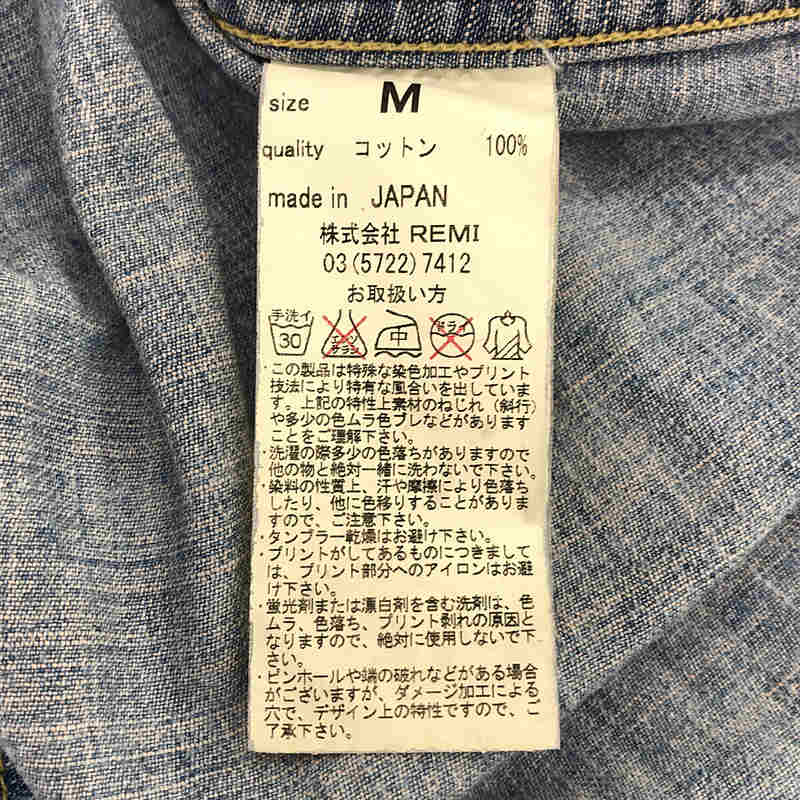 size M
quality コットン 100%
made in JAPAN
株式会社 REMI
03(5722)7412
お取扱い方
手洗イ 30 エンソ サラシ 中 ドライ
・この製品は特殊な染色加工やプリント
技法により特有な風合いを出していま
す。上記の特性上素材のねじれ（斜行）
や多少の色ムラ色ブレなどがあります
ことをご理解下さい。
・洗濯の際多少の色落ちがありますので
他の物と絶対一緒に洗わないで下さい。
・染料の性質上、汗や摩擦により色落ち
したり、他に色移りすることがありま
すので、ご注意下さい。
・タンブラー乾燥はお避け下さい。
・プリントがしてあるものにつきまして
は、プリント部分へのアイロンはお避
け下さい。
・蛍光剤または漂白剤を含む洗剤は、色
ムラ、色落ち、プリント剥れの原因と
なりますので、絶対に使用しないで下
さい。
・ピンホールや端の破れなどがある場合
がございますが、ダメージ加工による
穴で、デザイン上の特性ですので、ご
了承下さい。